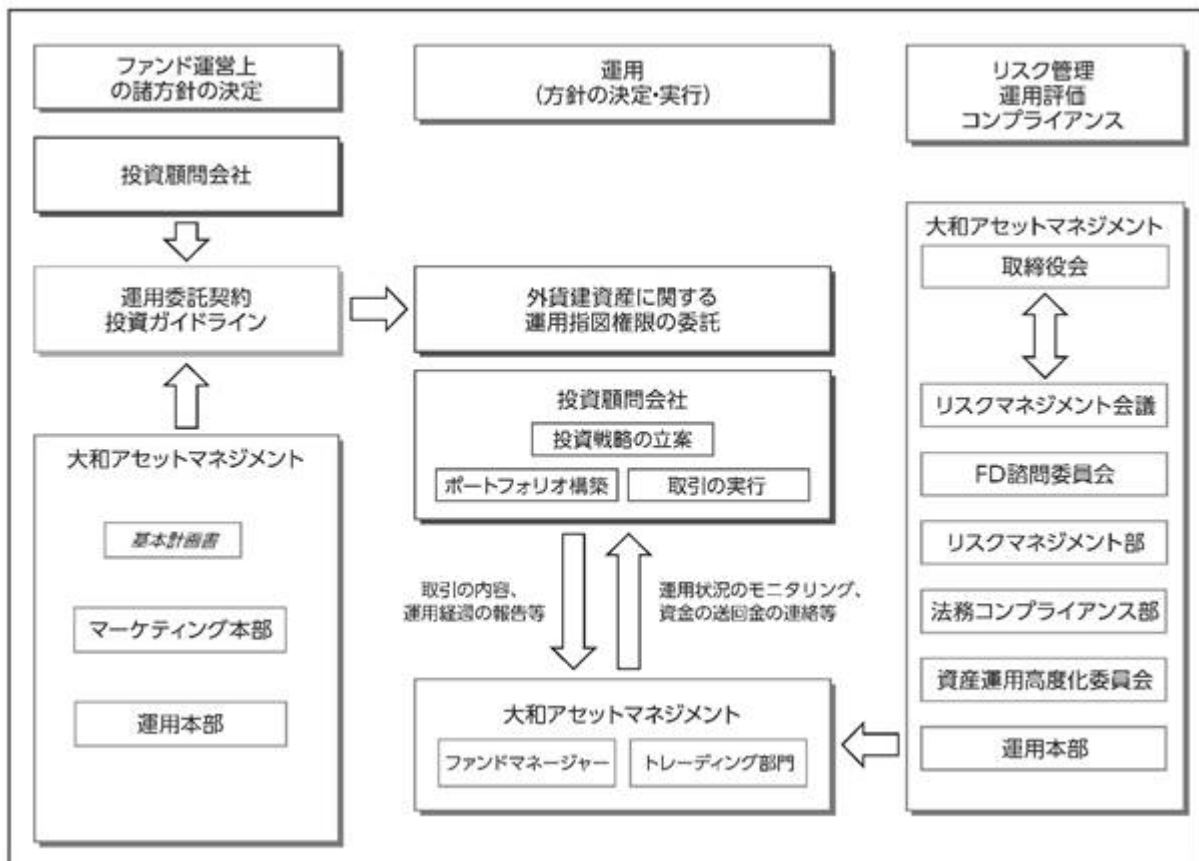 ファンド運営上
の諸方針の決定
投資顧問会社
運用委託契約
投資ガイドライン
大和アセットマネジメント
基本計画書
マーケティング本部
運用本部
運用
(方針の決定・実行)
外貨建資産に関する
運用指図権限の委託
投資顧問会社
投資戦略の立案
ポートフォリオ構築
取引の実行
取引の内容、
運用経過の報告等
運用状況のモニタリング、
資金の送回金の連絡等
大和アセットマネジメント
ファンドマネージャー
トレーディング部門
リスク管理
運用評価
コンプライアンス
大和アセットマネジメント
取締役会
リスクマネジメント会議
FD諮問委員会
リスクマネジメント部
法務コンプライアンス部
資産運用高度化委員会
運用本部